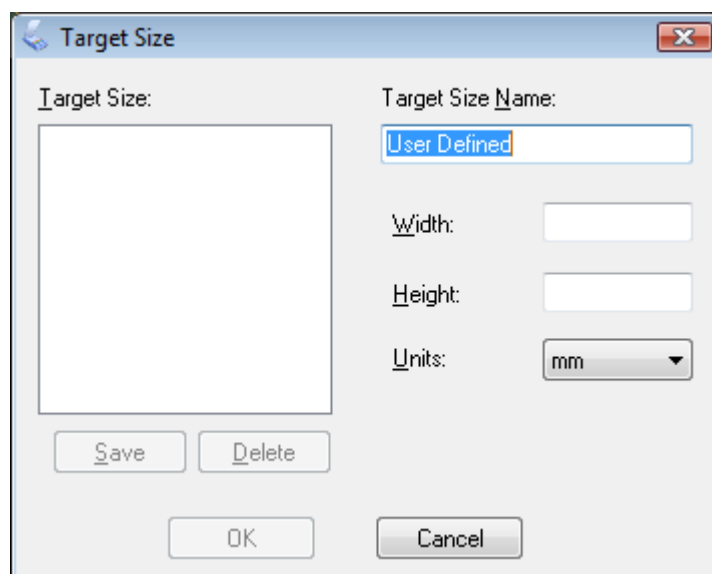 Target Size
Target Size:
Target Size Name:
User Defined
Width:
Height:
Units:
mm
Save
Delete
OK
Cancel